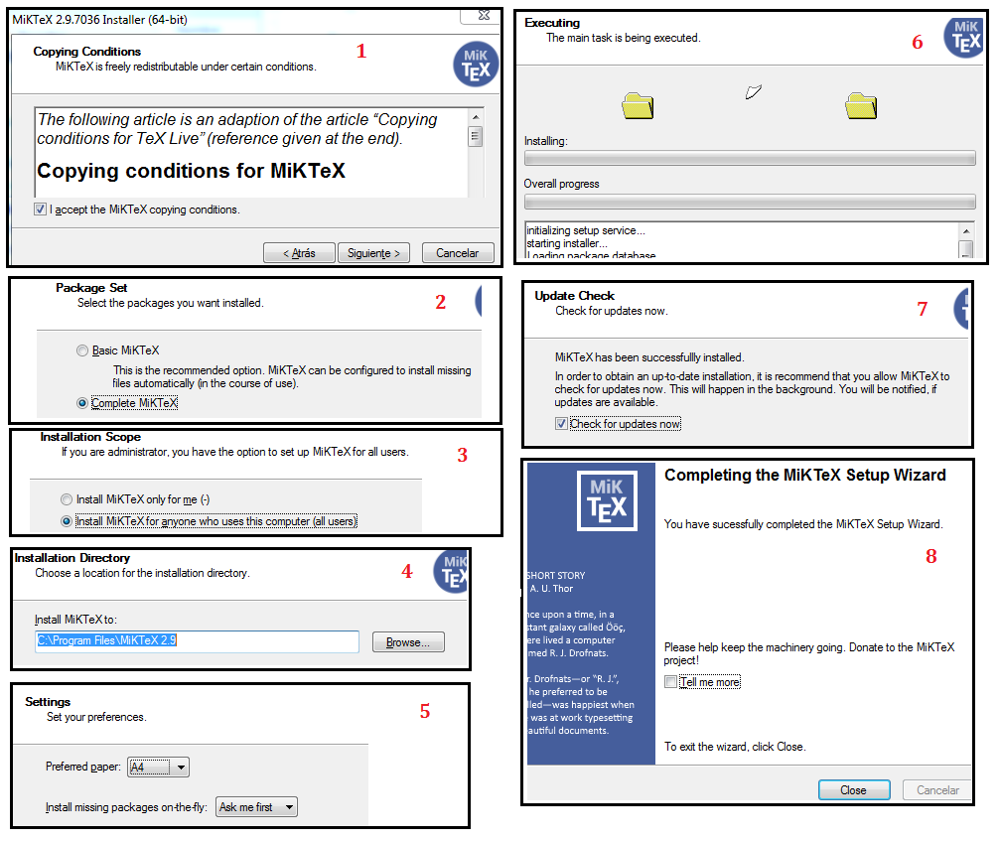 MiKTeX 2.9.7036 Installer (64-bit)
Copying Conditions
1
MiKTeX is freely redistributable under certain conditions.
MiK
TEX
The following article is an adaption of the article “Copying
conditions for TeX Live” (reference given at the end).
Copying conditions for MiKTeX
I accept the MiKTeX copying conditions.
< Atrás
Siguiente >
Cancelar
Package Set
2
Select the packages you want installed.
Basic MiKTeX
This is the recommended option. MiKTeX can be configured to install missing
files automatically (in the course of use).
Complete MiKTeX
Installation Scope
3
If you are administrator, you have the option to set up MiKTeX for all users.
Install MiKTeX only for me (-)
Install MiKTeX for anyone who uses this computer (all users)
Installation Directory
4
Choose a location for the installation directory.
MiK
TEX
Install MiKTeX to:
C:\Program Files\MiKTeX 2.9
Browse...
Settings
5
Set your preferences.
Preferred paper: A4
Install missing packages on-the-fly: Ask me first
Executing
6
The main task is being executed.
MiK
TEX
Installing:
Overall progress
initializing setup service...
starting installer...
Loading package database
Update Check
7
Check for updates now.
MiKTeX has been successfullly installed.
In order to obtain an up-to-date installation, it is recommend that you allow MiKTeX to
check for updates now. This will happen in the background. You will be notified, if
updates are available.
Check for updates now
MiK
TEX
Completing the MiKTeX Setup Wizard
You have sucessfully completed the MiKTeX Setup Wizard.
8
SHORT STORY
A. U. Thor
nce upon a time, in a
stant galaxy called Ööç,
ere lived a computer
med R. J. Drofnats.
r. Drofnats—or “R. J.”,
he preferred to be
lled—was happiest when
was at work typesetting
autiful documents.
Please help keep the machinery going. Donate to the MiKTeX
project!
Tell me more
To exit the wizard, click Close.
Close
Cancelar